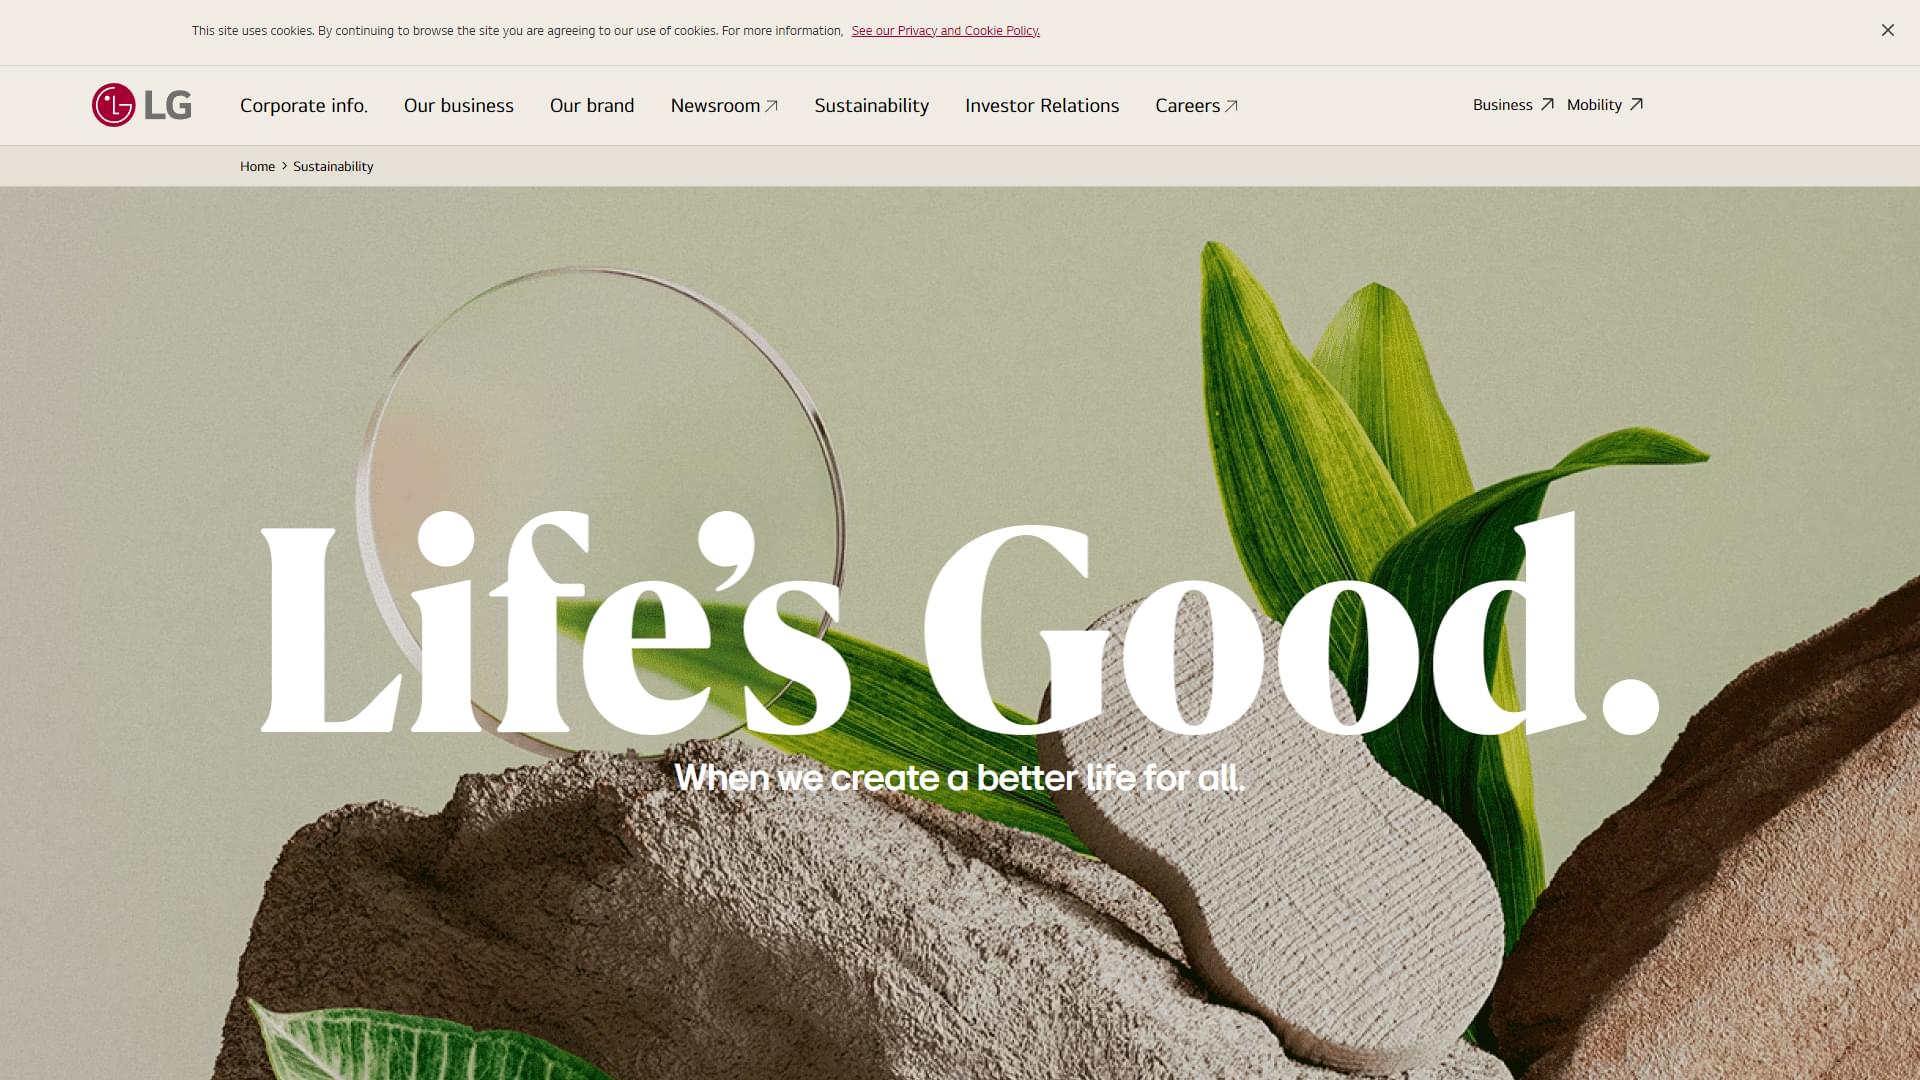 This site uses cookies. By continuing to browse the site you are agreeing to our use of cookies. For more information, See our Privacy and Cookie Policy.
LG Corporate info. Our business Our brand Newsroom Sustainability Investor Relations Careers Business Mobility
Home > Sustainability
Life's Good.
When we create a better life for all.